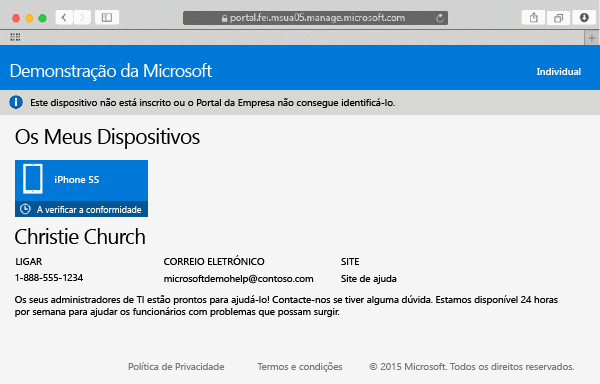 portal.fei.msua05.manage.microsoft.com
Demonstração da Microsoft
Individual
Este dispositivo não está inscrito ou o Portal da Empresa não consegue identificá-lo.
Os Meus Dispositivos
iPhone 5S
A verificar a conformidade
Christie Church
LIGAR CORREIO ELETRÓNICO SITE
1-888-555-1234 microsoftdemohelp@contoso.com Site de ajuda
Os seus administradores de TI estão prontos para ajudá-lo! Contacte-nos se tiver alguma dúvida. Estamos disponível 24 horas
por semana para ajudar os funcionários com problemas que possam surgir.
Política de Privacidade Termos e condições © 2015 Microsoft. Todos os direitos reservados.